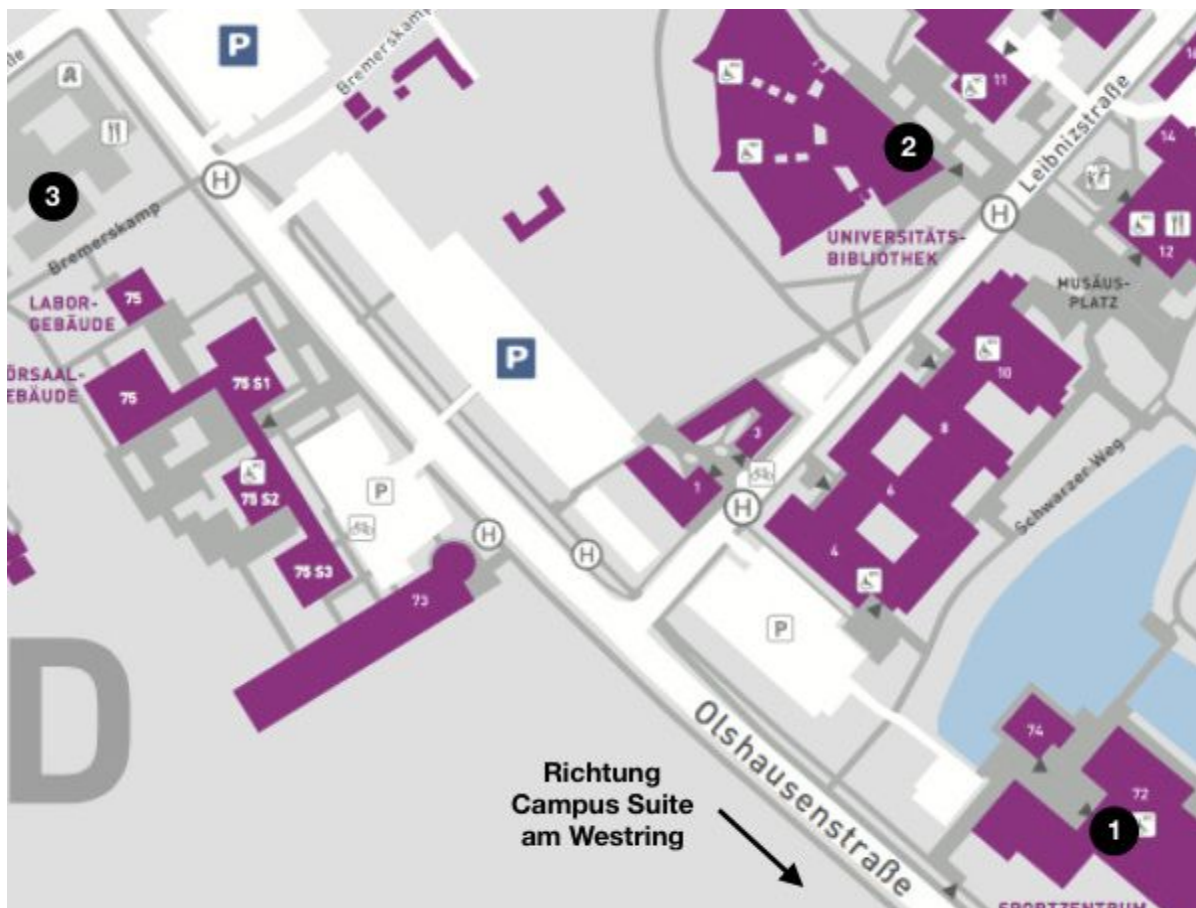 P
Bremerskamp
H
3
Bremerskamp
LABOR-
GEBÄUDE
75
ÖRSAAL-
EBÄUDE
75
75 S1
75 S2
75 S3
P
H
73
D
P
H
1
3
H
2
UNIVERSITÄTS-
BIBLIOTHEK
11
Leibnizstraße
H
14
12
MUSÄUS-
PLATZ
10
8
6
4
Schwarzer Weg
P
Olshausenstraße
Richtung
Campus Suite
am Westring
74
72
1
SPORTZENTRUM